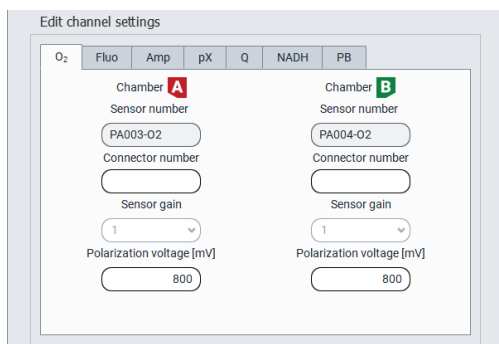 Edit channel settings
O₂ Fluo Amp pX Q NADH PB
Chamber A Chamber B
Sensor number Sensor number
PA003-O2 PA004-O2
Connector number Connector number
Sensor gain Sensor gain
1 1
Polarization voltage [mV] Polarization voltage [mV]
800 800